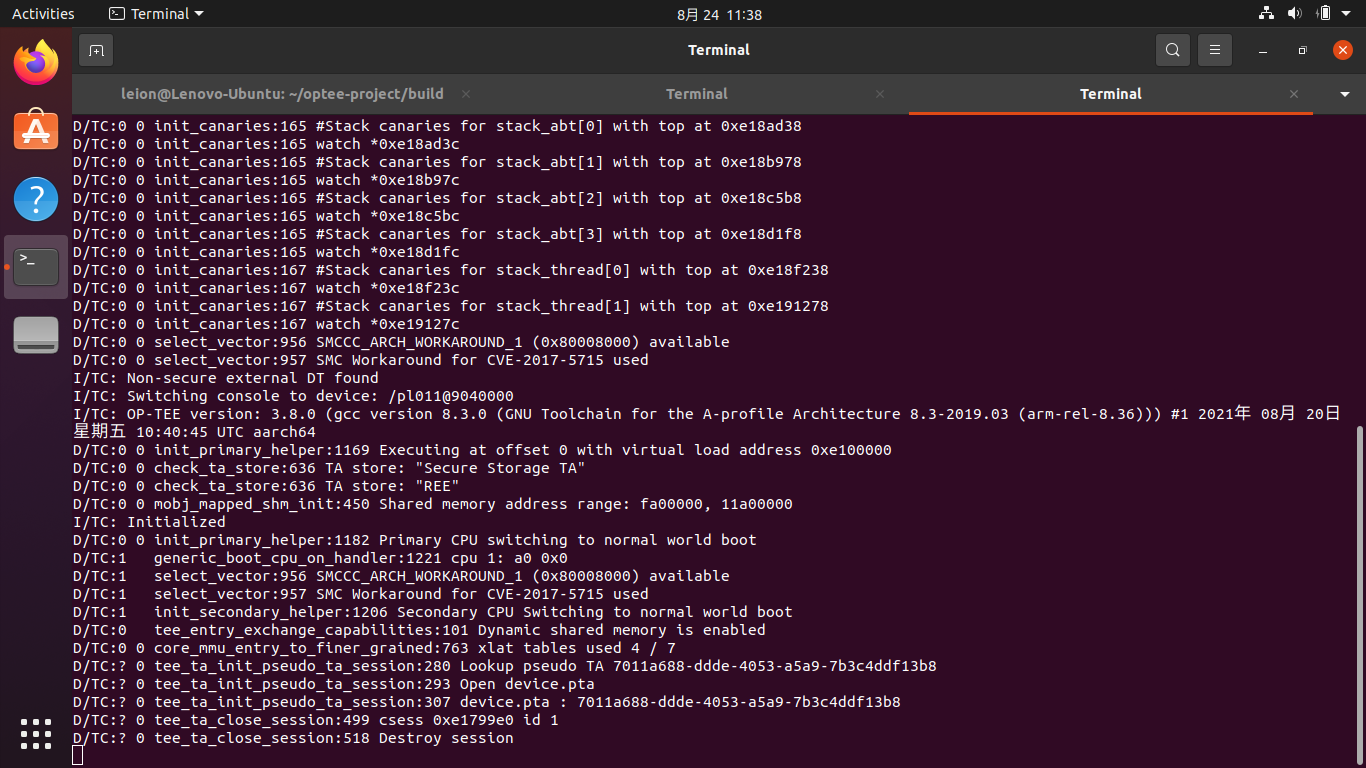 Activities
Terminal
8月 24 11:38
Terminal
leion@Lenovo-Ubuntu: ~/optee-project/build
Terminal
Terminal
D/TC:0 0 init_canaries:165 #Stack canaries for stack_abt[0] with top at 0xe18ad38
D/TC:0 0 init_canaries:165 watch *0xe18ad3c
D/TC:0 0 init_canaries:165 #Stack canaries for stack_abt[1] with top at 0xe18b978
D/TC:0 0 init_canaries:165 watch *0xe18b97c
D/TC:0 0 init_canaries:165 #Stack canaries for stack_abt[2] with top at 0xe18c5b8
D/TC:0 0 init_canaries:165 watch *0xe18c5bc
D/TC:0 0 init_canaries:165 #Stack canaries for stack_abt[3] with top at 0xe18d1f8
D/TC:0 0 init_canaries:165 watch *0xe18d1fc
D/TC:0 0 init_canaries:167 #Stack canaries for stack_thread[0] with top at 0xe18f238
D/TC:0 0 init_canaries:167 watch *0xe18f23c
D/TC:0 0 init_canaries:167 #Stack canaries for stack_thread[1] with top at 0xe191278
D/TC:0 0 init_canaries:167 watch *0xe19127c
D/TC:0 0 select_vector:956 SMCCC_ARCH_WORKAROUND_1 (0x80008000) available
D/TC:0 0 select_vector:957 SMC Workaround for CVE-2017-5715 used
I/TC: Non-secure external DT found
I/TC: Switching console to device: /pl011@9040000
I/TC: OP-TEE version: 3.8.0 (gcc version 8.3.0 (GNU Toolchain for the A-profile Architecture 8.3-2019.03 (arm-rel-8.36))) #1 2021年 08月 20日
星期五 10:40:45 UTC aarch64
D/TC:0 0 init_primary_helper:1169 Executing at offset 0 with virtual load address 0xe100000
D/TC:0 0 check_ta_store:636 TA store: "Secure Storage TA"
D/TC:0 0 check_ta_store:636 TA store: "REE"
D/TC:0 0 mobj_mapped_shm_init:450 Shared memory address range: fa00000, 11a00000
I/TC: Initialized
D/TC:0 0 init_primary_helper:1182 Primary CPU switching to normal world boot
D/TC:1   generic_boot_cpu_on_handler:1221 cpu 1: a0 0x0
D/TC:1   select_vector:956 SMCCC_ARCH_WORKAROUND_1 (0x80008000) available
D/TC:1   select_vector:957 SMC Workaround for CVE-2017-5715 used
D/TC:1   init_secondary_helper:1206 Secondary CPU Switching to normal world boot
D/TC:0   tee_entry_exchange_capabilities:101 Dynamic shared memory is enabled
D/TC:0 0 core_mmu_entry_to_finer_grained:763 xlat tables used 4 / 7
D/TC:? 0 tee_ta_init_pseudo_ta_session:280 Lookup pseudo TA 7011a688-ddde-4053-a5a9-7b3c4ddf13b8
D/TC:? 0 tee_ta_init_pseudo_ta_session:293 Open device.pta
D/TC:? 0 tee_ta_init_pseudo_ta_session:307 device.pta : 7011a688-ddde-4053-a5a9-7b3c4ddf13b8
D/TC:? 0 tee_ta_close_session:499 csess 0xe1799e0 id 1
D/TC:? 0 tee_ta_close_session:518 Destroy session